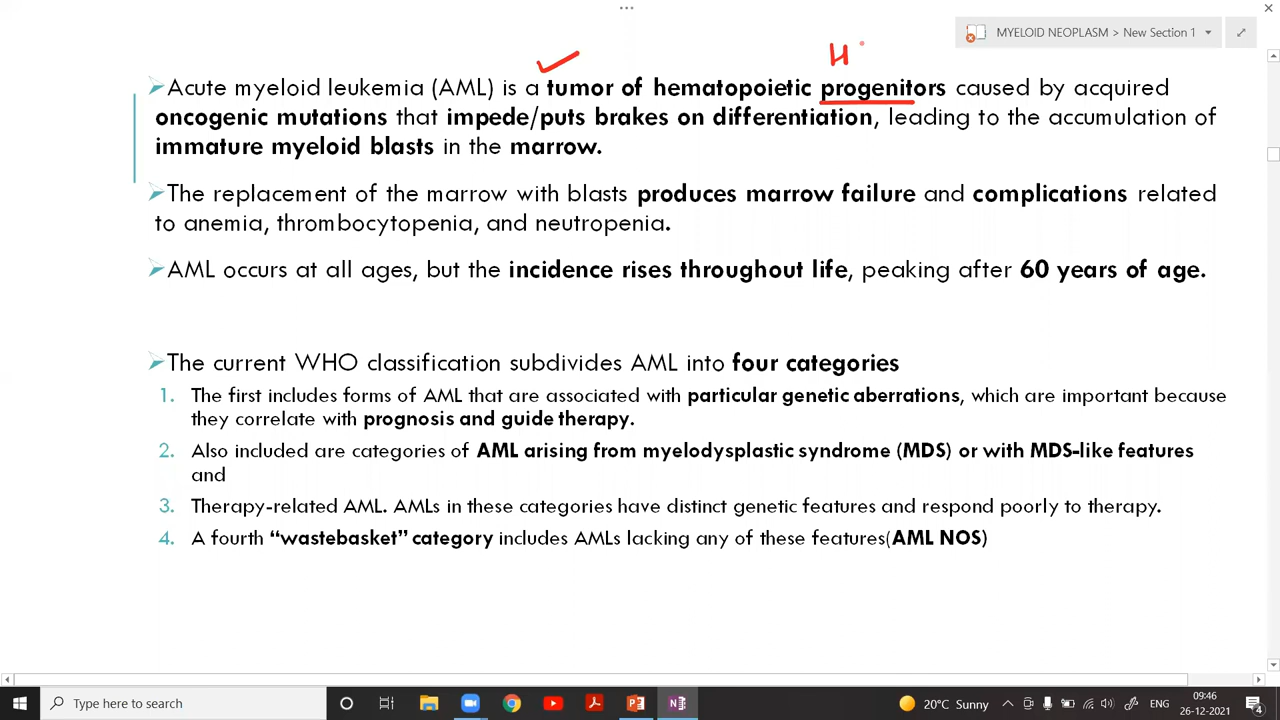 MYELOID NEOPLASM > New Section 1
H
Acute myeloid leukemia (AML) is a tumor of hematopoietic progenitors caused by acquired
oncogenic mutations that impede/puts brakes on differentiation, leading to the accumulation of
immature myeloid blasts in the marrow.
The replacement of the marrow with blasts produces marrow failure and complications related
to anemia, thrombocytopenia, and neutropenia.
AML occurs at all ages, but the incidence rises throughout life, peaking after 60 years of age.
The current WHO classification subdivides AML into four categories
1. The first includes forms of AML that are associated with particular genetic aberrations, which are important because
they correlate with prognosis and guide therapy.
2. Also included are categories of AML arising from myelodysplastic syndrome (MDS) or with MDS-like features
and
3. Therapy-related AML. AMLs in these categories have distinct genetic features and respond poorly to therapy.
4. A fourth “wastebasket” category includes AMLs lacking any of these features(AML NOS)
Type here to search
20°C Sunny
ENG
09:46
26-12-2021
4